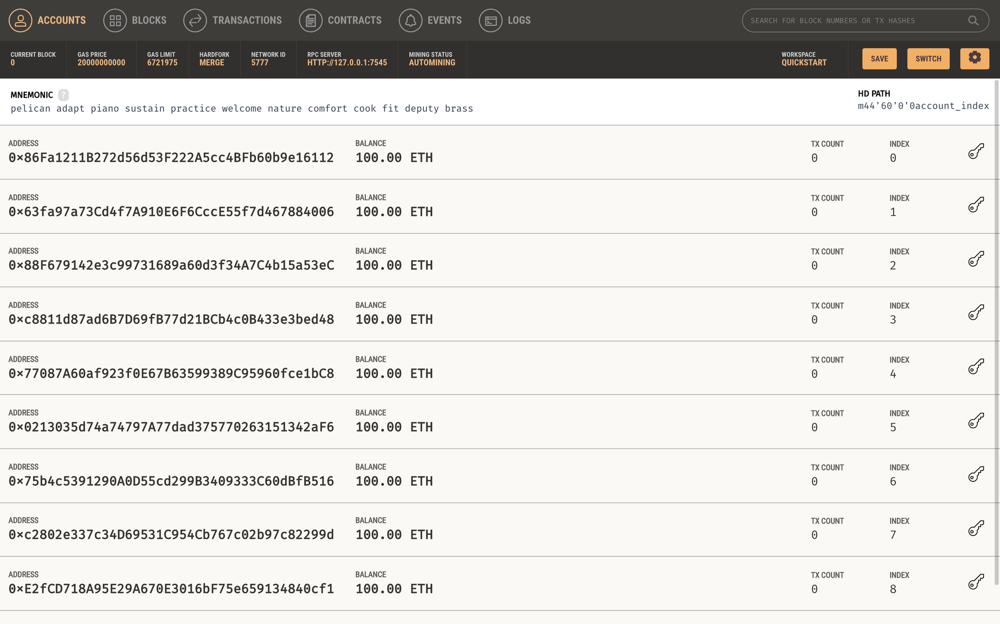 ACCOUNTS BLOCKS TRANSACTIONS CONTRACTS EVENTS LOGS SEARCH FOR BLOCK NUMBERS OR TX HASHES
CURRENT BLOCK GAS PRICE GAS LIMIT HARDFORK NETWORK ID RPC SERVER MINING STATUS WORKSPACE
0 20000000000 6721975 MERGE 5777 HTTP://127.0.0.1:7545 AUTOMINING QUICKSTART SAVE SWITCH
MNEMONIC ? HD PATH
pelican adapt piano sustain practice welcome nature comfort cook fit deputy brass m44'60'0'0account_index
ADDRESS BALANCE TX COUNT INDEX
0×86Fa1211B272d56d53F222A5cc4BFb60b9e16112 100.00 ETH 0 0
ADDRESS BALANCE TX COUNT INDEX
0×63fa97a73Cd4f7A910E6F6CccE55f7d467884006 100.00 ETH 0 1
ADDRESS BALANCE TX COUNT INDEX
0×88F679142e3c99731689a60d3f34A7C4b15a53eC 100.00 ETH 0 2
ADDRESS BALANCE TX COUNT INDEX
0×c8811d87ad6B7D69fB77d21BCb4c0B433e3bed48 100.00 ETH 0 3
ADDRESS BALANCE TX COUNT INDEX
0×77087A60af923f0E67B63599389C95960fce1bC8 100.00 ETH 0 4
ADDRESS BALANCE TX COUNT INDEX
0×0213035d74a74797A77dad375770263151342aF6 100.00 ETH 0 5
ADDRESS BALANCE TX COUNT INDEX
0×75b4c5391290A0D55cd299B3409333C60dBfB516 100.00 ETH 0 6
ADDRESS BALANCE TX COUNT INDEX
0×c2802e337c34D69531C954Cb767c02b97c82299d 100.00 ETH 0 7
ADDRESS BALANCE TX COUNT INDEX
0×E2fCD718A95E29A670E3016bF75e659134840cf1 100.00 ETH 0 8